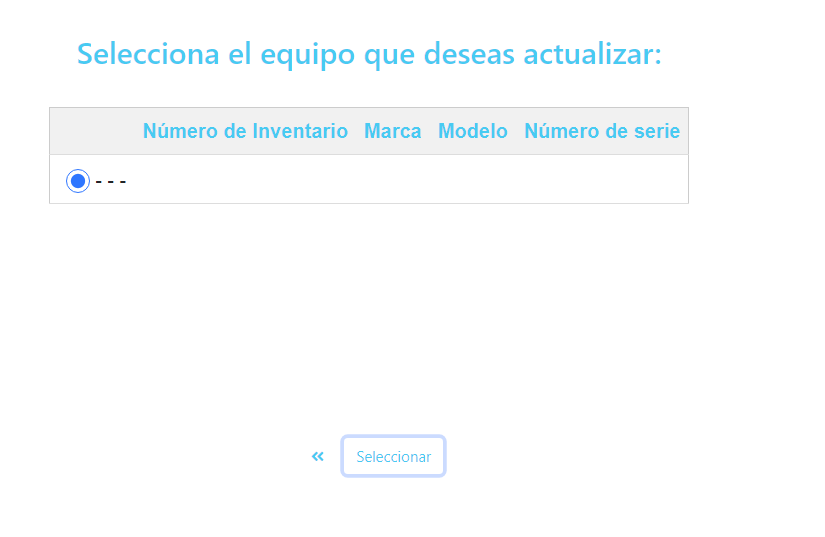 Selecciona el equipo que deseas actualizar:
Número de Inventario Marca Modelo Número de serie
- - -
« Seleccionar